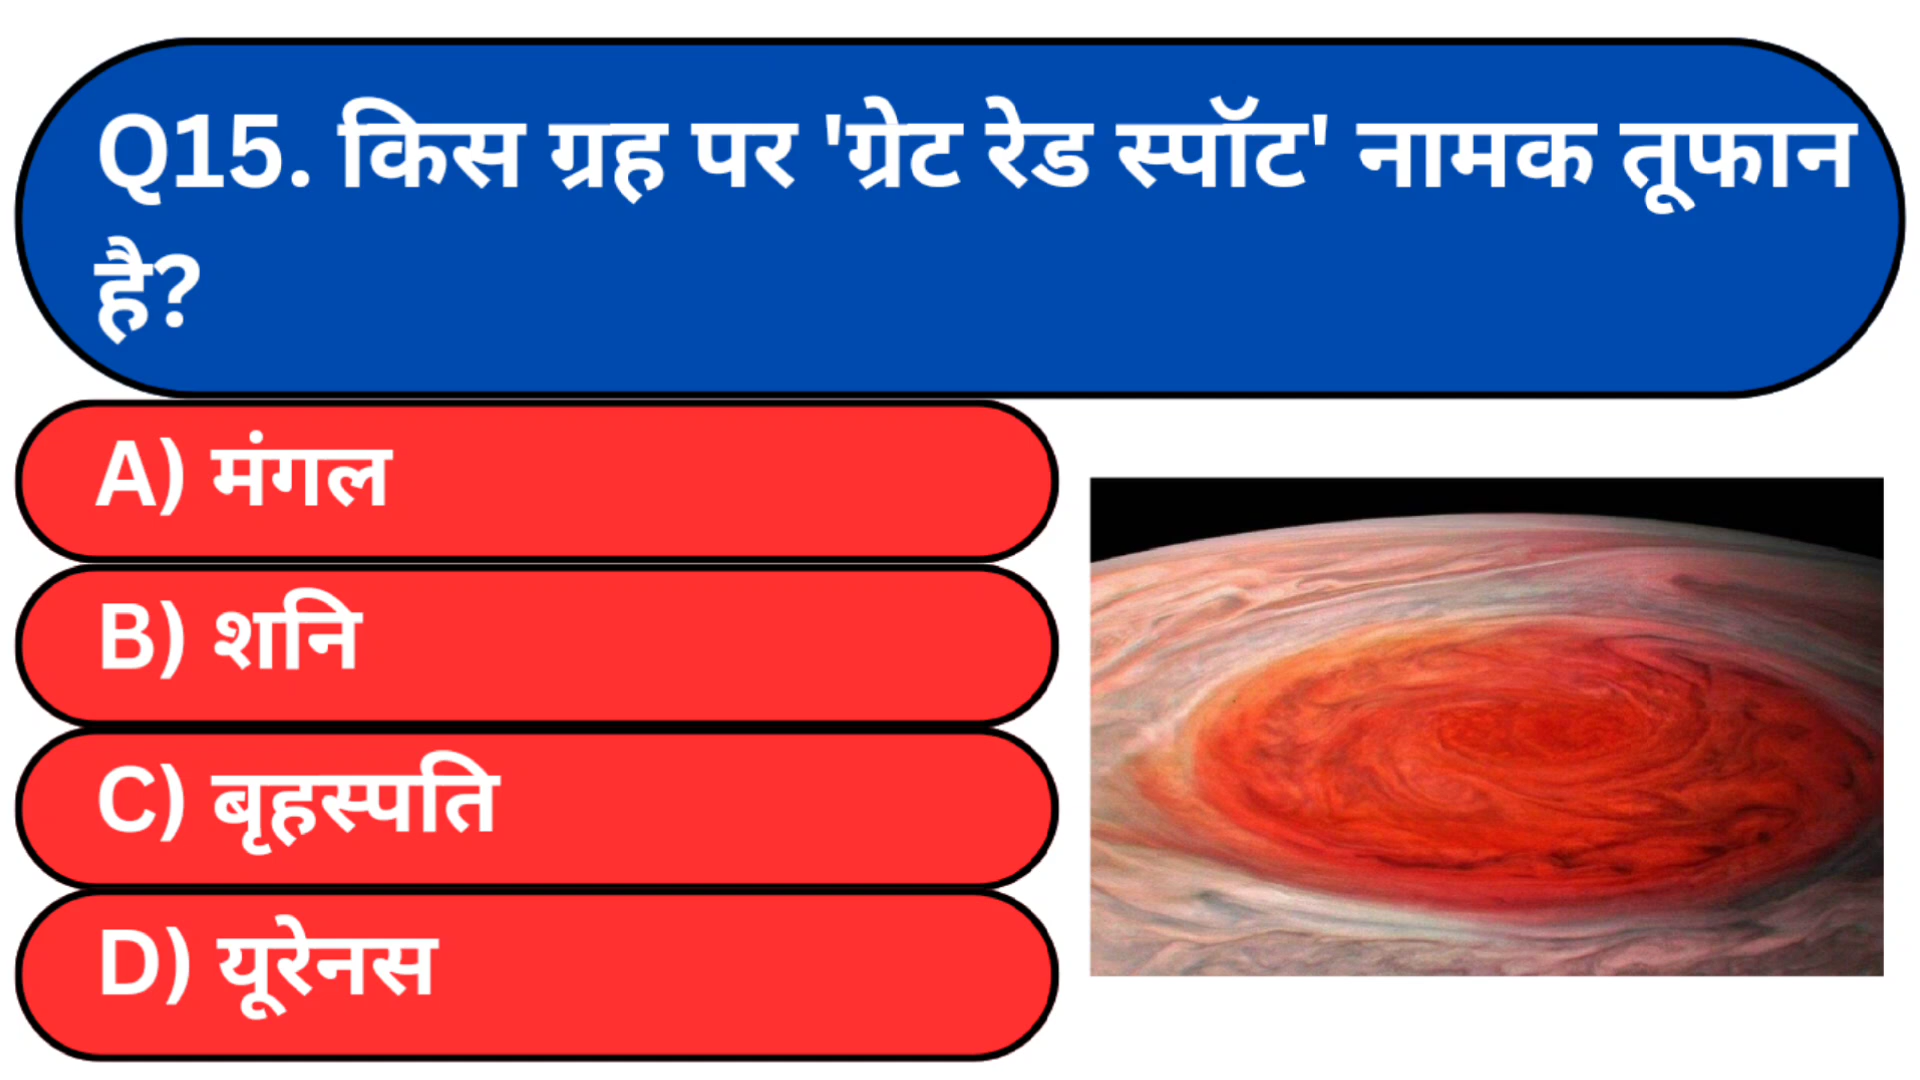 Q15. किस ग्रह पर 'ग्रेट रेड स्पॉट' नामक तूफान
है?
A) मंगल
B) शनि
C) बृहस्पति
D) यूरेनस